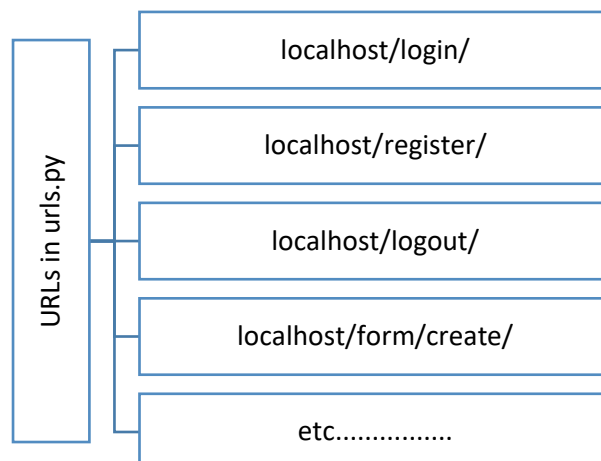 URLs in urls.py
localhost/login/
localhost/register/
localhost/logout/
localhost/form/create/
etc................